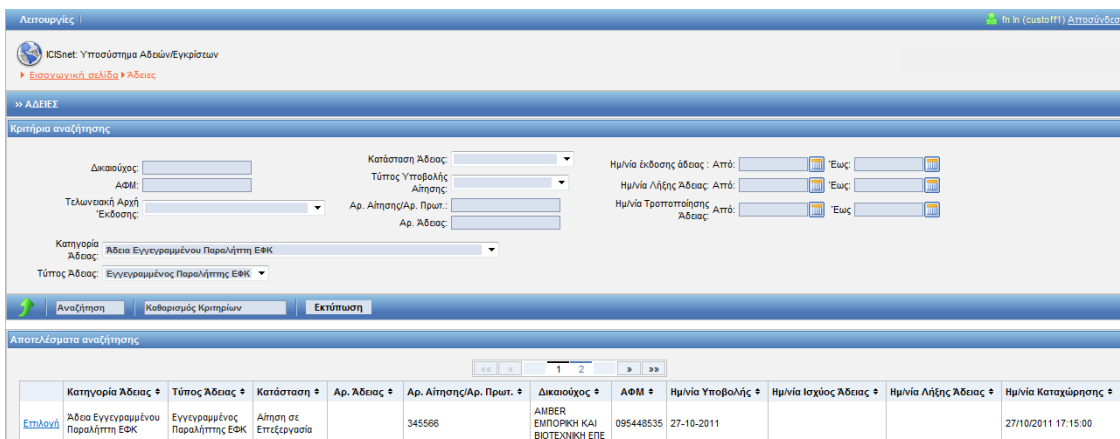 Λειτουργίες
fn ln (custoff1) Αποσύνδεσ
ICISnet: Υποσύστημα Αδειών/Εγκρίσεων
Εισαγωγική σελίδα Άδειες
»» ΑΔΕΙΕΣ
Κριτήρια αναζήτησης
Δικαιούχος:
ΑΦΜ:
Τελωνειακή Αρχή
Έκδοσης:
Κατάσταση Άδειας:
Τύπος Υποβολής
Αίτησης:
Αρ. Αίτησης/Αρ. Πρωτ.:
Αρ. Άδειας:
Ημ/νία έκδοσης άδειας : Από: Έως:
Ημ/νία Λήξης Άδειας: Από: Έως:
Ημ/νία Τροποποίησης
Άδειας: Από: Έως
Κατηγορία
Άδειας: Άδεια Εγγεγραμμένου Παραλήπτη ΕΦΚ
Τύπος Άδειας: Εγγεγραμμένος Παραλήπτης ΕΦΚ
Αναζήτηση Καθαρισμός Κριτηρίων Εκτύπωση
Αποτελέσματα αναζήτησης
«« « 1 2 » »»
Κατηγορία Άδειας Τύπος Άδειας Κατάσταση Αρ. Άδειας Αρ. Αίτησης/Αρ. Πρωτ. Δικαιούχος ΑΦΜ Ημ/νία Υποβολής Ημ/νία Ισχύος Άδειας Ημ/νία Λήξης Άδειας Ημ/νία Καταχώρησης
Επιλογή Άδεια Εγγεγραμμένου Εγγεγραμμένος Αίτηση σε 345566 AMBER 095448535 27-10-2011 27/10/2011 17:15:00
Παραλήπτη ΕΦΚ Παραλήπτης ΕΦΚ Επεξεργασία ΕΜΠΟΡΙΚΗ ΚΑΙ
ΒΙΟΤΕΧΝΙΚΗ ΕΠΕ